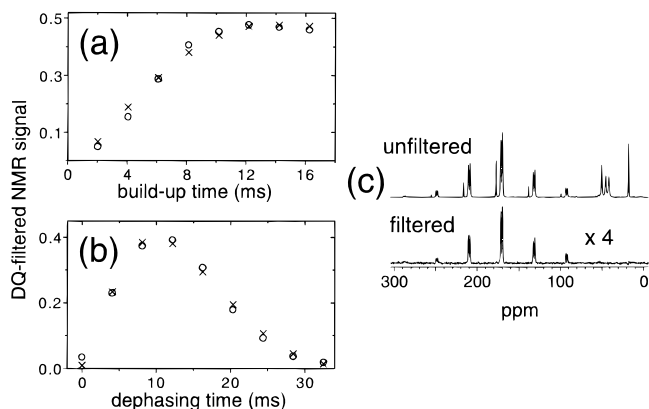 DQ-filtered NMR signal
0.5
0.3
0.1
(a)
0 4 8 12 16
build-up time (ms)
0.4
0.2
0.0
(b)
0 10 20 30
dephasing time (ms)
(c)
unfiltered
filtered
x 4
300 200 100 0
ppm